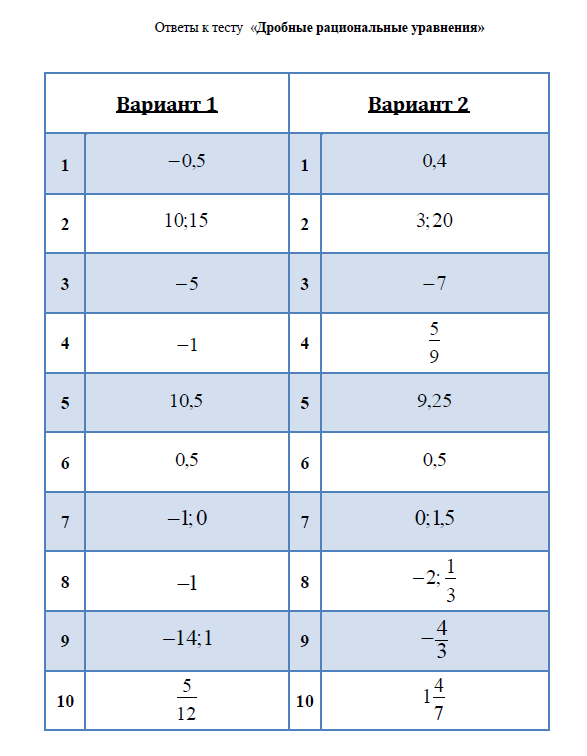 Ответы к тесту «Дробные рациональные уравнения»
Вариант 1 Вариант 2
1 −0,5 1 0,4
2 10;15 2 3;20
3 −5 3 −7
4 −1 4 5/9
5 10,5 5 9,25
6 0,5 6 0,5
7 −1;0 7 0;1,5
8 −1 8 −2; 1/3
9 −14;1 9 −4/3
10 5/12 10 1 4/7